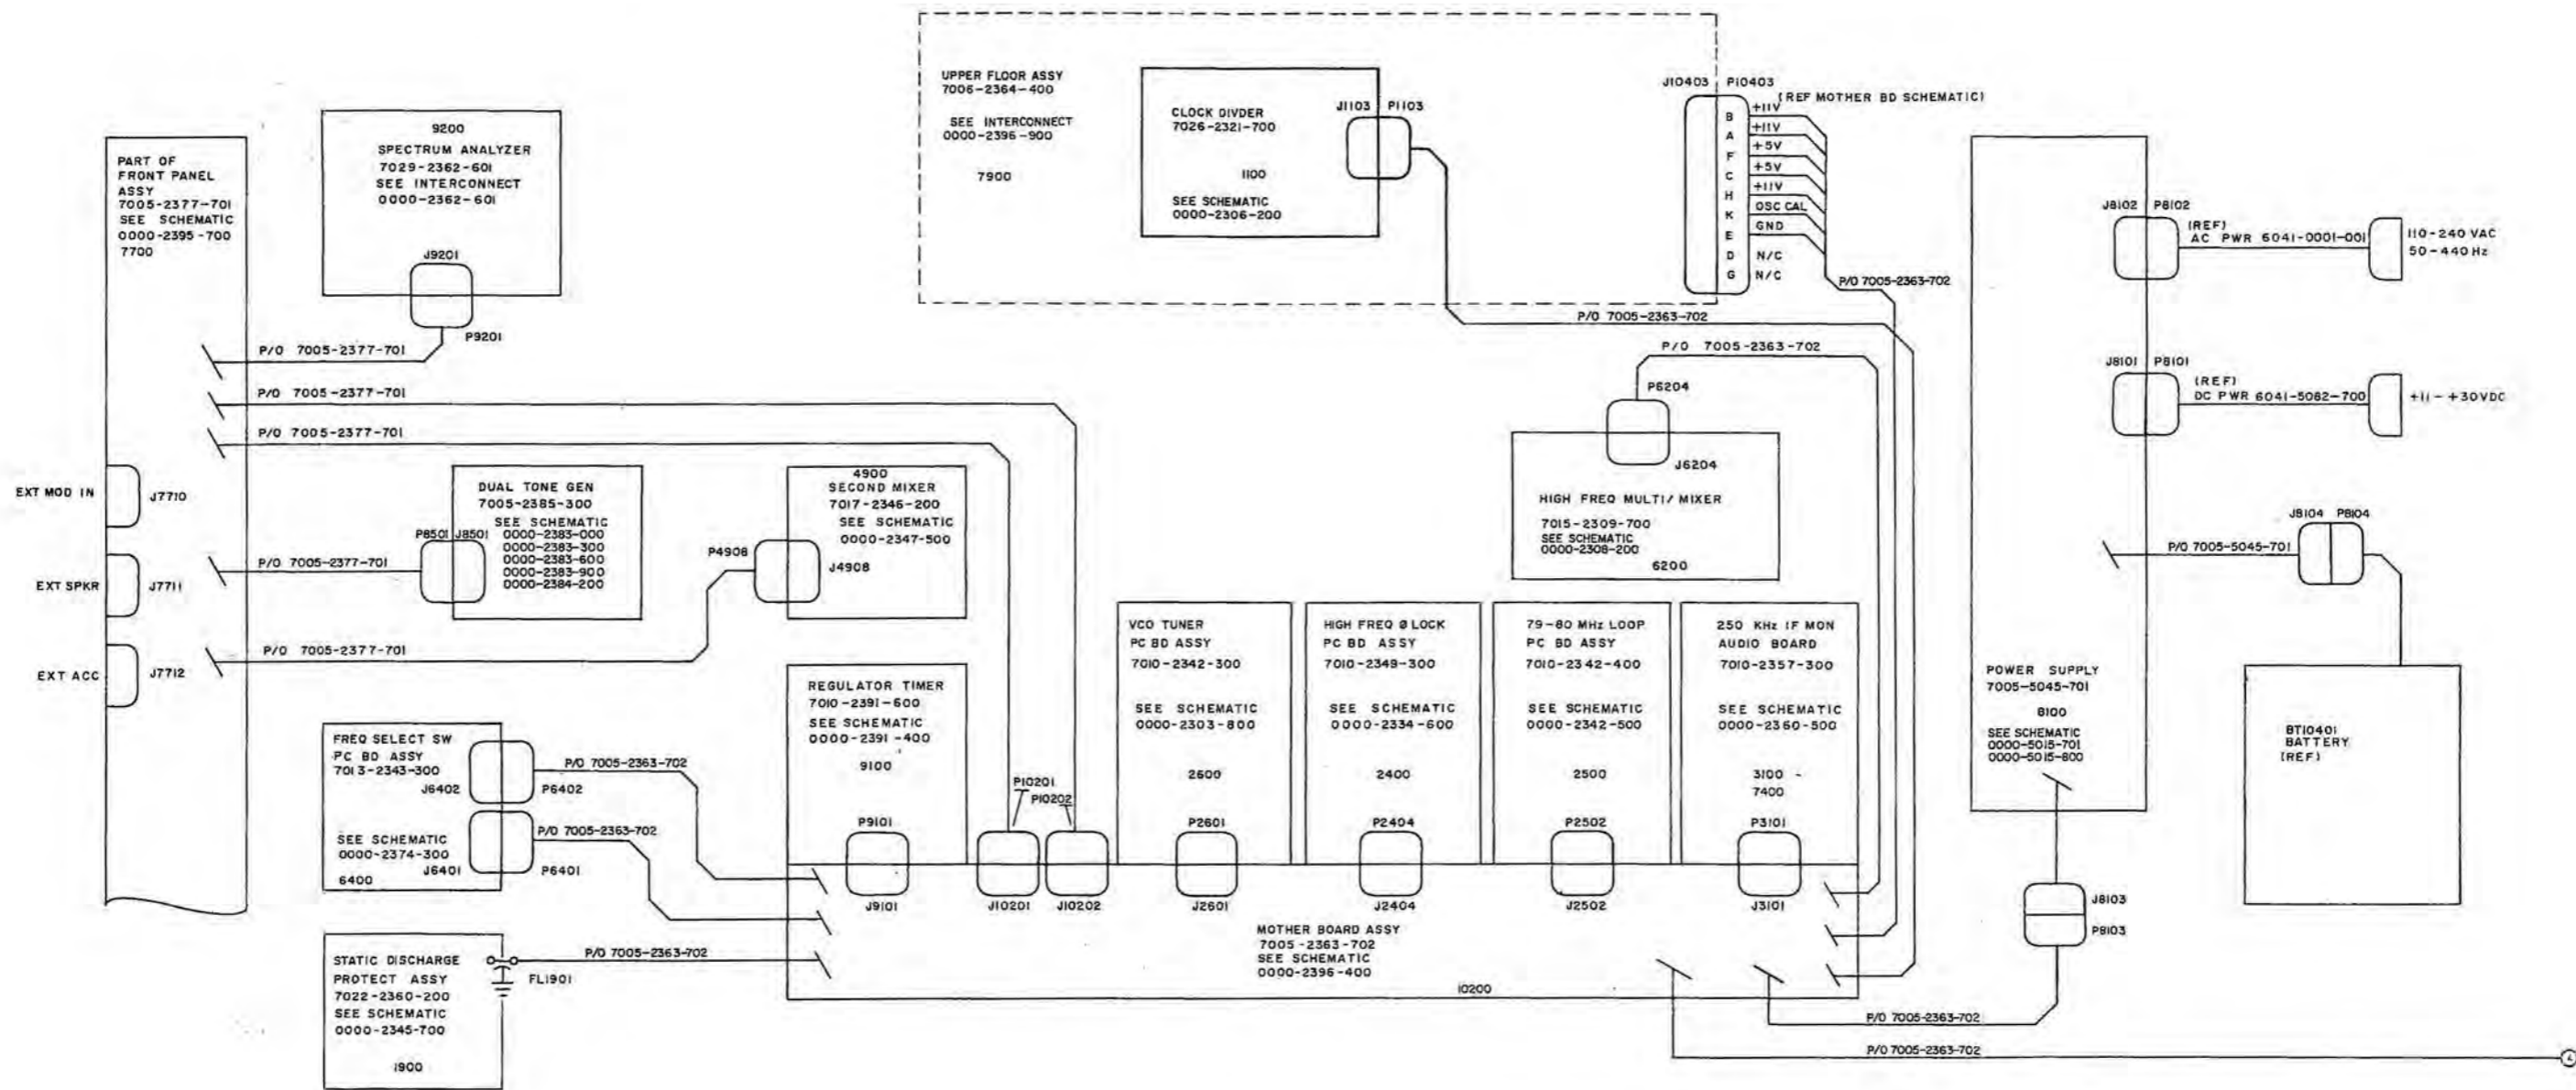 PART OF
FRONT PANEL
ASSY
7005-2377-701
SEE SCHEMATIC
0000-2395-700
7700
EXT MOD IN
J7710
EXT SPKR
J7711
EXT ACC
J7712
9200
SPECTRUM ANALYZER
7029-2362-601
SEE INTERCONNECT
0000-2362-601
J9201
P9201
P/O 7005-2377-701
P/O 7005-2377-701
P/O 7005-2377-701
DUAL TONE GEN
7005-2385-300
SEE SCHEMATIC
0000-2383-000
0000-2383-300
0000-2383-600
0000-2383-900
0000-2384-200
P8501 J8501
P/O 7005-2377-701
4900
SECOND MIXER
7017-2346-200
SEE SCHEMATIC
0000-2347-500
P4908
J4908
P/O 7005-2377-701
FREQ SELECT SW
PC BD ASSY
7013-2343-300
J6402
P6402
P/O 7005-2363-702
SEE SCHEMATIC
0000-2374-300
J6401
P6401
6400
P/O 7005-2363-702
STATIC DISCHARGE
PROTECT ASSY
7022-2360-200
SEE SCHEMATIC
0000-2345-700
1900
FL1901
P/O 7005-2363-702
UPPER FLOOR ASSY
7006-2364-400
SEE INTERCONNECT
0000-2396-900
7900
CLOCK DIVDER
7026-2321-700
1100
SEE SCHEMATIC
0000-2306-200
J1103 P1103
J10403 P10403
(REF MOTHER BD SCHEMATIC)
B +11V
A +11V
F +5V
C +5V
H +11V
K OSC CAL
E GND
D N/C
G N/C
P/O 7005-2363-702
P/O 7005-2363-702
P/O 7005-2363-702
P6204
J6204
HIGH FREQ MULTI/MIXER
7015-2309-700
SEE SCHEMATIC
0000-2308-200
6200
REGULATOR TIMER
7010-2391-600
SEE SCHEMATIC
0000-2391-400
9100
P9101
J9101
P10201
P10202
J10201
J10202
VCO TUNER
PC BD ASSY
7010-2342-300
SEE SCHEMATIC
0000-2303-800
2600
P2601
J2601
HIGH FREQ Ø LOCK
PC BD ASSY
7010-2349-300
SEE SCHEMATIC
0000-2334-600
2400
P2404
J2404
79-80 MHz LOOP
PC BD ASSY
7010-2342-400
SEE SCHEMATIC
0000-2342-500
2500
P2502
J2502
250 KHz IF MON
AUDIO BOARD
7010-2357-300
SEE SCHEMATIC
0000-2360-500
3100 -
7400
P3101
J3101
MOTHER BOARD ASSY
7005-2363-702
SEE SCHEMATIC
0000-2396-400
10200
J8102 P8102
(REF)
AC PWR 6041-0001-001
110-240 VAC
50-440 Hz
J8101 P8101
(REF)
DC PWR 6041-5082-700
+11 - +30VDC
J8104 P8104
P/O 7005-5045-701
POWER SUPPLY
7005-5045-701
8100
SEE SCHEMATIC
0000-5015-701
0000-5015-800
BT10401
BATTERY
(REF)
J8103
P8103
P/O 7005-2363-702
P/O 7005-2363-702